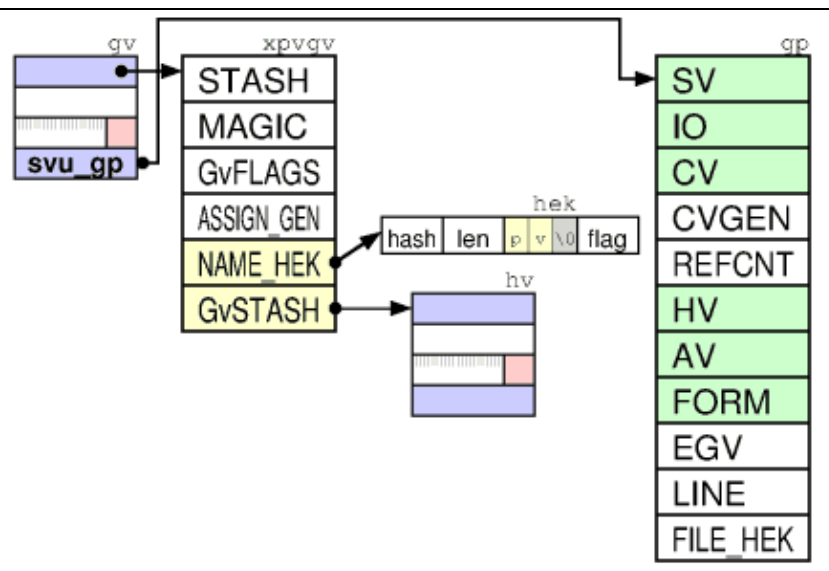 gv
svu_gp
xpvgv
STASH
MAGIC
GvFLAGS
ASSIGN_GEN
NAME_HEK
GvSTASH
hek
hash len p v \0 flag
hv
gp
SV
IO
CV
CVGEN
REFCNT
HV
AV
FORM
EGV
LINE
FILE_HEK